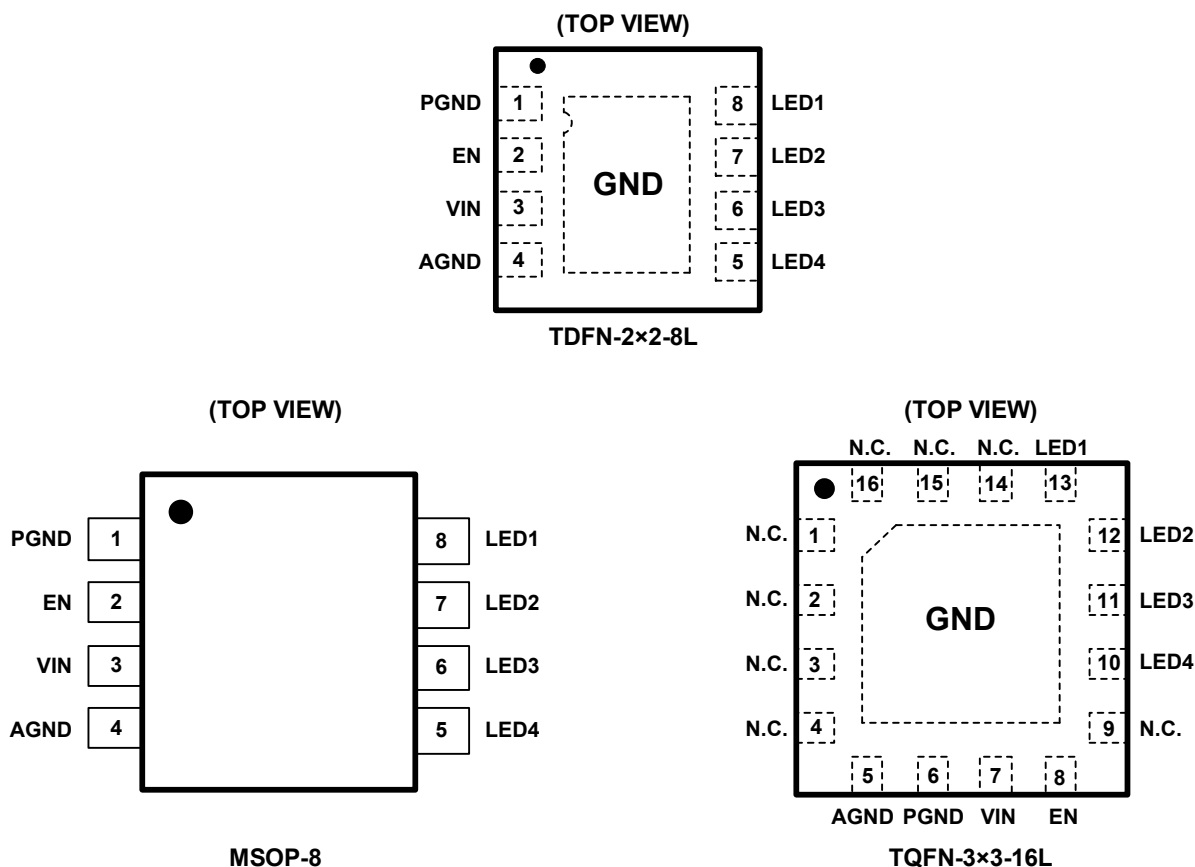 (TOP VIEW)
PGND 1 8 LED1
EN 2 7 LED2
VIN 3 6 LED3
AGND 4 5 LED4
GND
TDFN-2×2-8L
(TOP VIEW)
PGND 1 8 LED1
EN 2 7 LED2
VIN 3 6 LED3
AGND 4 5 LED4
MSOP-8
(TOP VIEW)
N.C. N.C. N.C. LED1
16 15 14 13
N.C. 1 12 LED2
N.C. 2 11 LED3
GND
N.C. 3 10 LED4
N.C. 4 9 N.C.
5 6 7 8
AGND PGND VIN EN
TQFN-3×3-16L